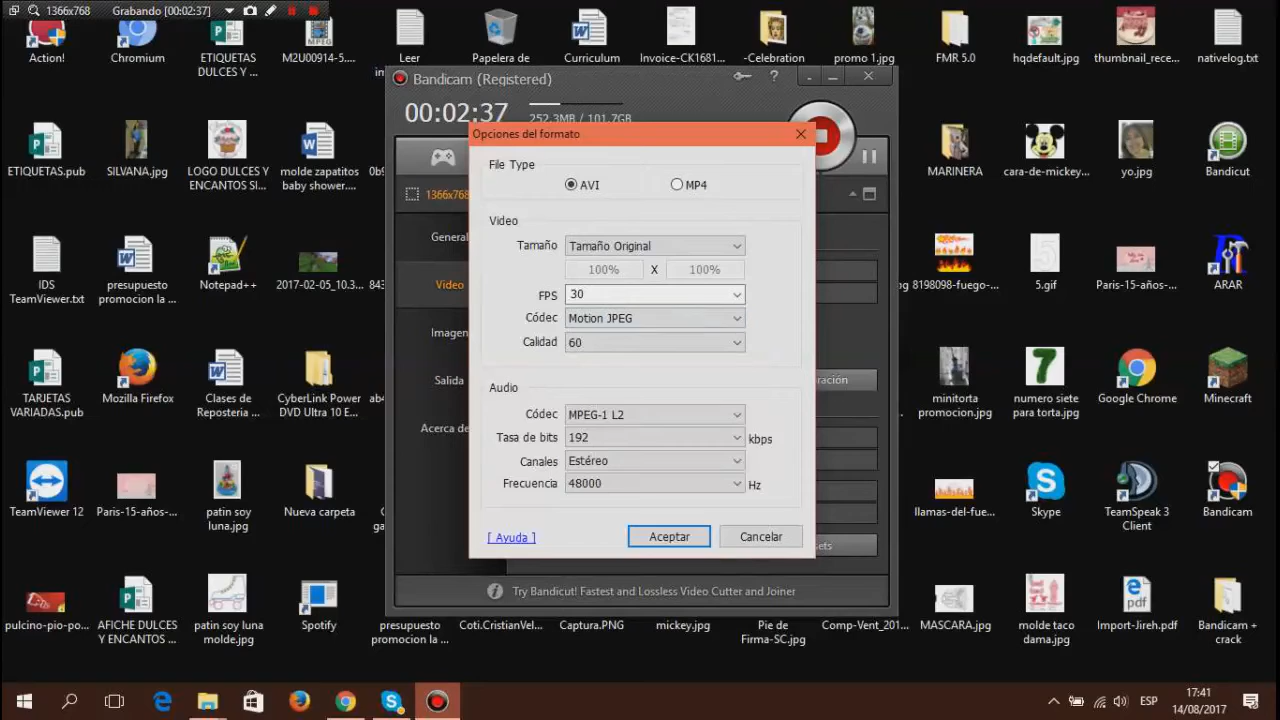 1366x768 Grabando [00:02:37]
Action!
Chromium
ETIQUETAS
DULCES Y ...
M2U00914-5...
MPEG
Leer
Papelera de
Curriculum
Invoice-CK1681...
-Celebration
promo 1.jpg
FMR 5.0
hqdefault.jpg
thumbnail_rece...
nativelog.txt
Bandicam (Registered)
00:02:37
252.3MB / 101.7GB
ETIQUETAS.pub
SILVANA.jpg
LOGO DULCES Y
ENCANTOS SI...
molde zapatitos
baby shower....
MARINERA
cara-de-mickey...
yo.jpg
Bandicut
1366x768
General
Video
Imagen
Salida
Acerca de
Opciones del formato
File Type
AVI
MP4
Video
Tamaño
Tamaño Original
100% X 100%
FPS
30
Códec
Motion JPEG
Calidad
60
Audio
Códec
MPEG-1 L2
Tasa de bits
192
kbps
Canales
Estéreo
Frecuencia
48000
Hz
[ Ayuda ]
Aceptar
Cancelar
Try Bandicut! Fastest and Lossless Video Cutter and Joiner
IDS
TeamViewer.txt
presupuesto
promocion la ...
Notepad++
2017-02-05_10.3...
8198098-fuego-...
5.gif
Paris-15-años-...
ARAR
TARJETAS
VARIADAS.pub
Mozilla Firefox
Clases de
Reposteria ...
CyberLink Power
DVD Ultra 10 E...
minitorta
promocion.jpg
numero siete
para torta.jpg
Google Chrome
Minecraft
TeamViewer 12
Paris-15-años-...
patin soy
luna.jpg
Nueva carpeta
llamas-del-fue...
Skype
TeamSpeak 3
Client
Bandicam
pulcino-pio-po...
AFICHE DULCES
Y ENCANTOS
patin soy luna
molde.jpg
Spotify
presupuesto
promocion la ...
Coti.CristianVel...
Captura.PNG
mickey.jpg
Pie de
Firma-SC.jpg
Comp-Vent_201...
MASCARA.jpg
molde taco
dama.jpg
pdf
Import-Jireh.pdf
Bandicam +
crack
ESP
17:41
14/08/2017